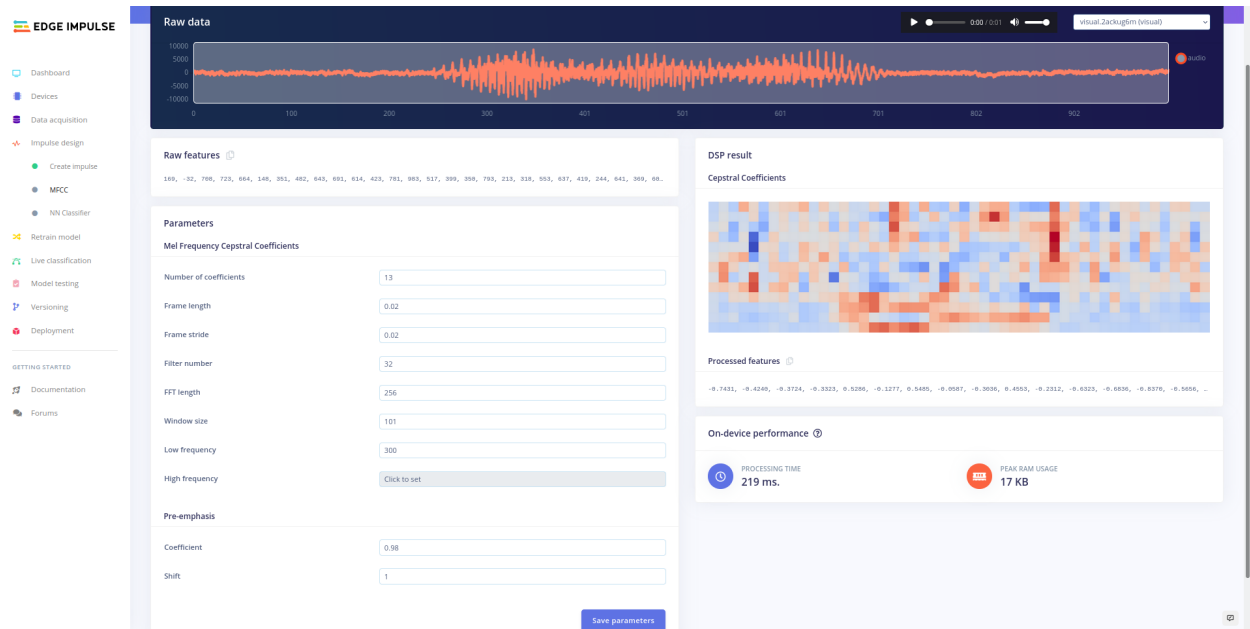 EDGE IMPULSE
Dashboard
Devices
Data acquisition
Impulse design
Create impulse
MFCC
NN Classifier
Retrain model
Live classification
Model testing
Versioning
Deployment
GETTING STARTED
Documentation
Forums
Raw data
0:00 / 0:01
visual.2ackug6m (visual)
10000
5000
0
-5000
-10000
0 100 200 300 401 501 601 701 802 902
audio
Raw features
169, -32, 700, 723, 664, 148, 351, 482, 643, 691, 614, 423, 781, 983, 517, 399, 350, 793, 213, 318, 553, 637, 419, 244, 641, 369, 60…
Parameters
Mel Frequency Cepstral Coefficients
Number of coefficients 13
Frame length 0.02
Frame stride 0.02
Filter number 32
FFT length 256
Window size 101
Low frequency 300
High frequency Click to set
Pre-emphasis
Coefficient 0.98
Shift 1
Save parameters
DSP result
Cepstral Coefficients
Processed features
-0.7431, -0.4240, -0.3724, -0.3323, 0.5286, -0.1277, 0.5485, -0.0587, -0.3036, 0.4553, -0.2312, -0.6323, -0.6836, -0.8370, -0.5656, …
On-device performance
PROCESSING TIME
219 ms.
PEAK RAM USAGE
17 KB